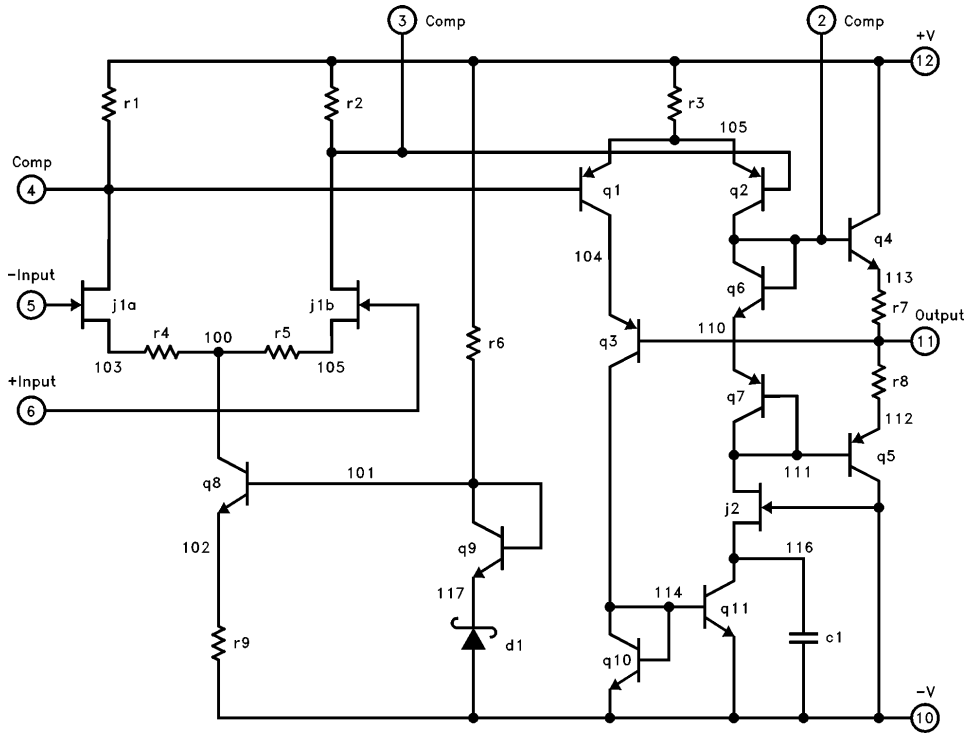 3 Comp
2 Comp
+V
12
r1
r2
r3
105
Comp
4
q1
q2
q4
104
113
-Input
5
j1a
j1b
q6
r7
Output
11
r4
100
r5
r6
110
q3
103
105
+Input
6
q7
r8
112
q8
101
111
q5
j2
102
q9
116
117
114
q11
r9
d1
q10
c1
-V
10